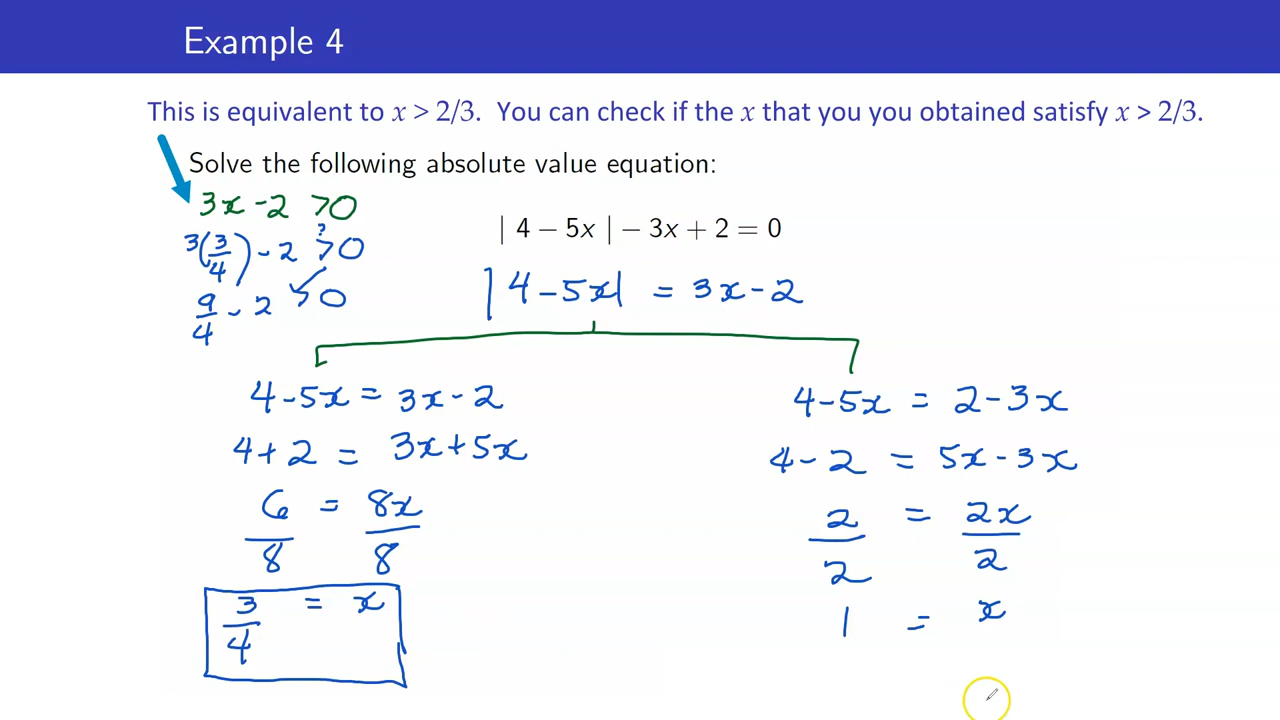 Example 4
This is equivalent to x > 2/3. You can check if the x that you you obtained satisfy x > 2/3.
Solve the following absolute value equation:
3x - 2 > 0
3(3/4) - 2 >? 0
9/4 - 2 > 0 ✓
| 4 − 5x | − 3x + 2 = 0
|4 - 5x| = 3x - 2
4 - 5x = 3x - 2
4 + 2 = 3x + 5x
6/8 = 8x/8
3/4 = x
4 - 5x = 2 - 3x
4 - 2 = 5x - 3x
2/2 = 2x/2
1 = x